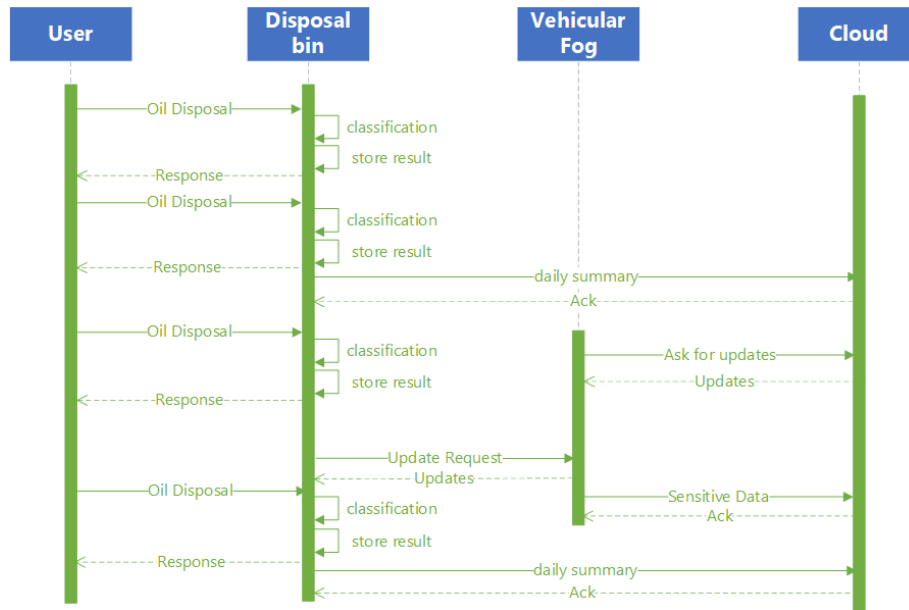 User
Disposal
bin
Vehicular
Fog
Cloud
Oil Disposal
classification
store result
Response
Oil Disposal
classification
store result
Response
daily summary
Ack
Oil Disposal
classification
Ask for updates
store result
Updates
Response
Update Request
Updates
Oil Disposal
Sensitive Data
classification
Ack
store result
Response
daily summary
Ack